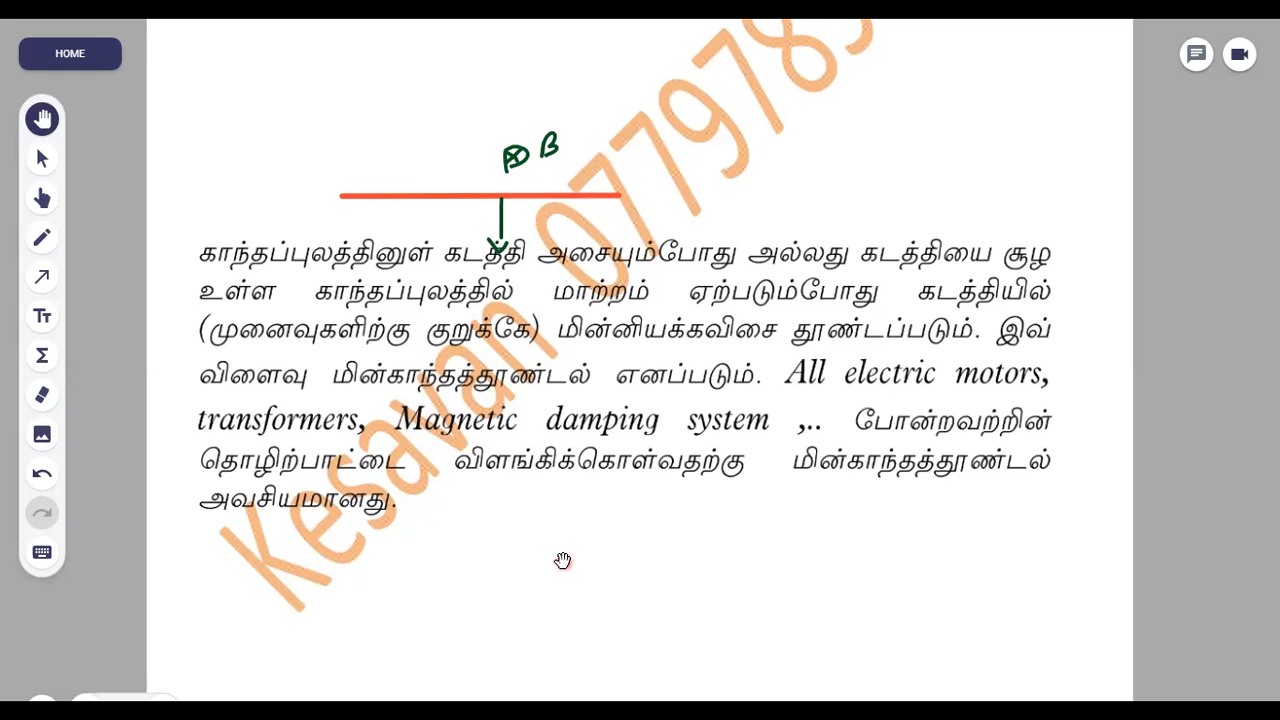 HOME
⊗ B
காந்தப்புலத்தினுள் கடத்தி அசையும்போது அல்லது கடத்தியை சூழ
உள்ள காந்தப்புலத்தில் மாற்றம் ஏற்படும்போது கடத்தியில்
(முனைவுகளிற்கு குறுக்கே) மின்னியக்கவிசை தூண்டப்படும். இவ்
விளைவு மின்காந்தத்தூண்டல் எனப்படும். All electric motors,
transformers, Magnetic damping system ,.. போன்றவற்றின்
தொழிற்பாட்டை விளங்கிக்கொள்வதற்கு மின்காந்தத்தூண்டல்
அவசியமானது.
Kesavan
Tт
Σ